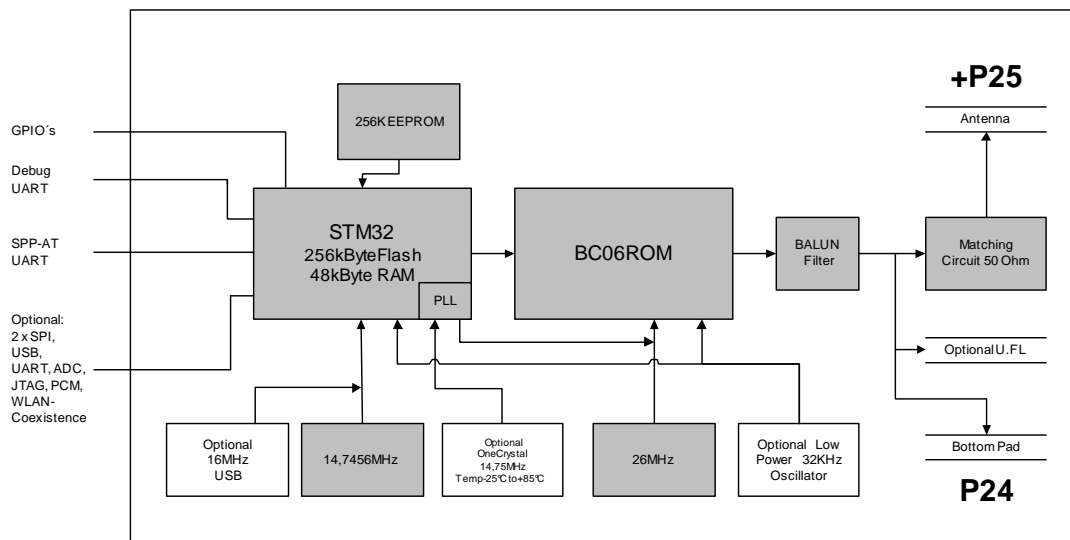 +P25
Antenna
GPIO´s
256KEEPROM
Debug
UART
STM32
256kByteFlash
48kByte RAM
PLL
BC06ROM
BALUN
Filter
Matching
Circuit 50 Ohm
SPP-AT
UART
Optional:
2 x SPI,
USB,
UART, ADC,
JTAG, PCM,
WLAN-
Coexistence
OptionalU.FL
Optional
16MHz
USB
14,7456MHz
Optional
OneCrystal
14,75MHz
Temp-25°C to+85°C
26MHz
Optional Low
Power 32KHz
Oscillator
Bottom Pad
P24